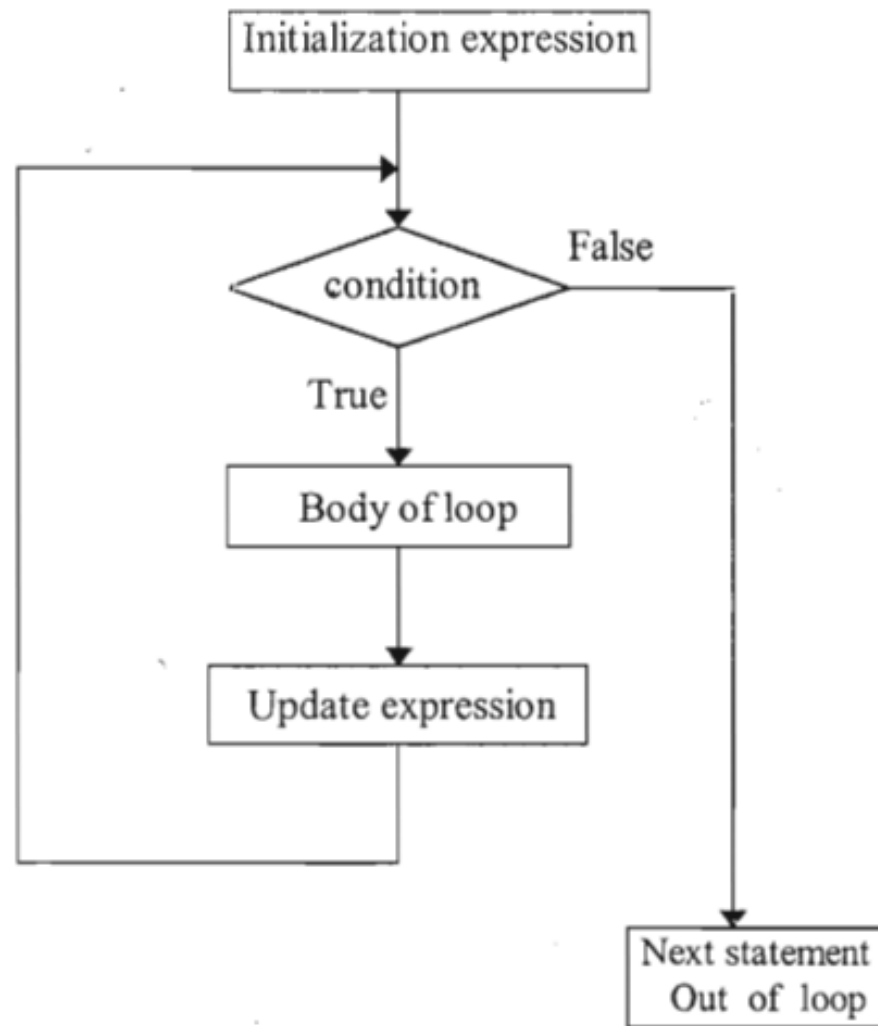 Initialization expression
condition
False
True
Body of loop
Update expression
Next statement
Out of loop